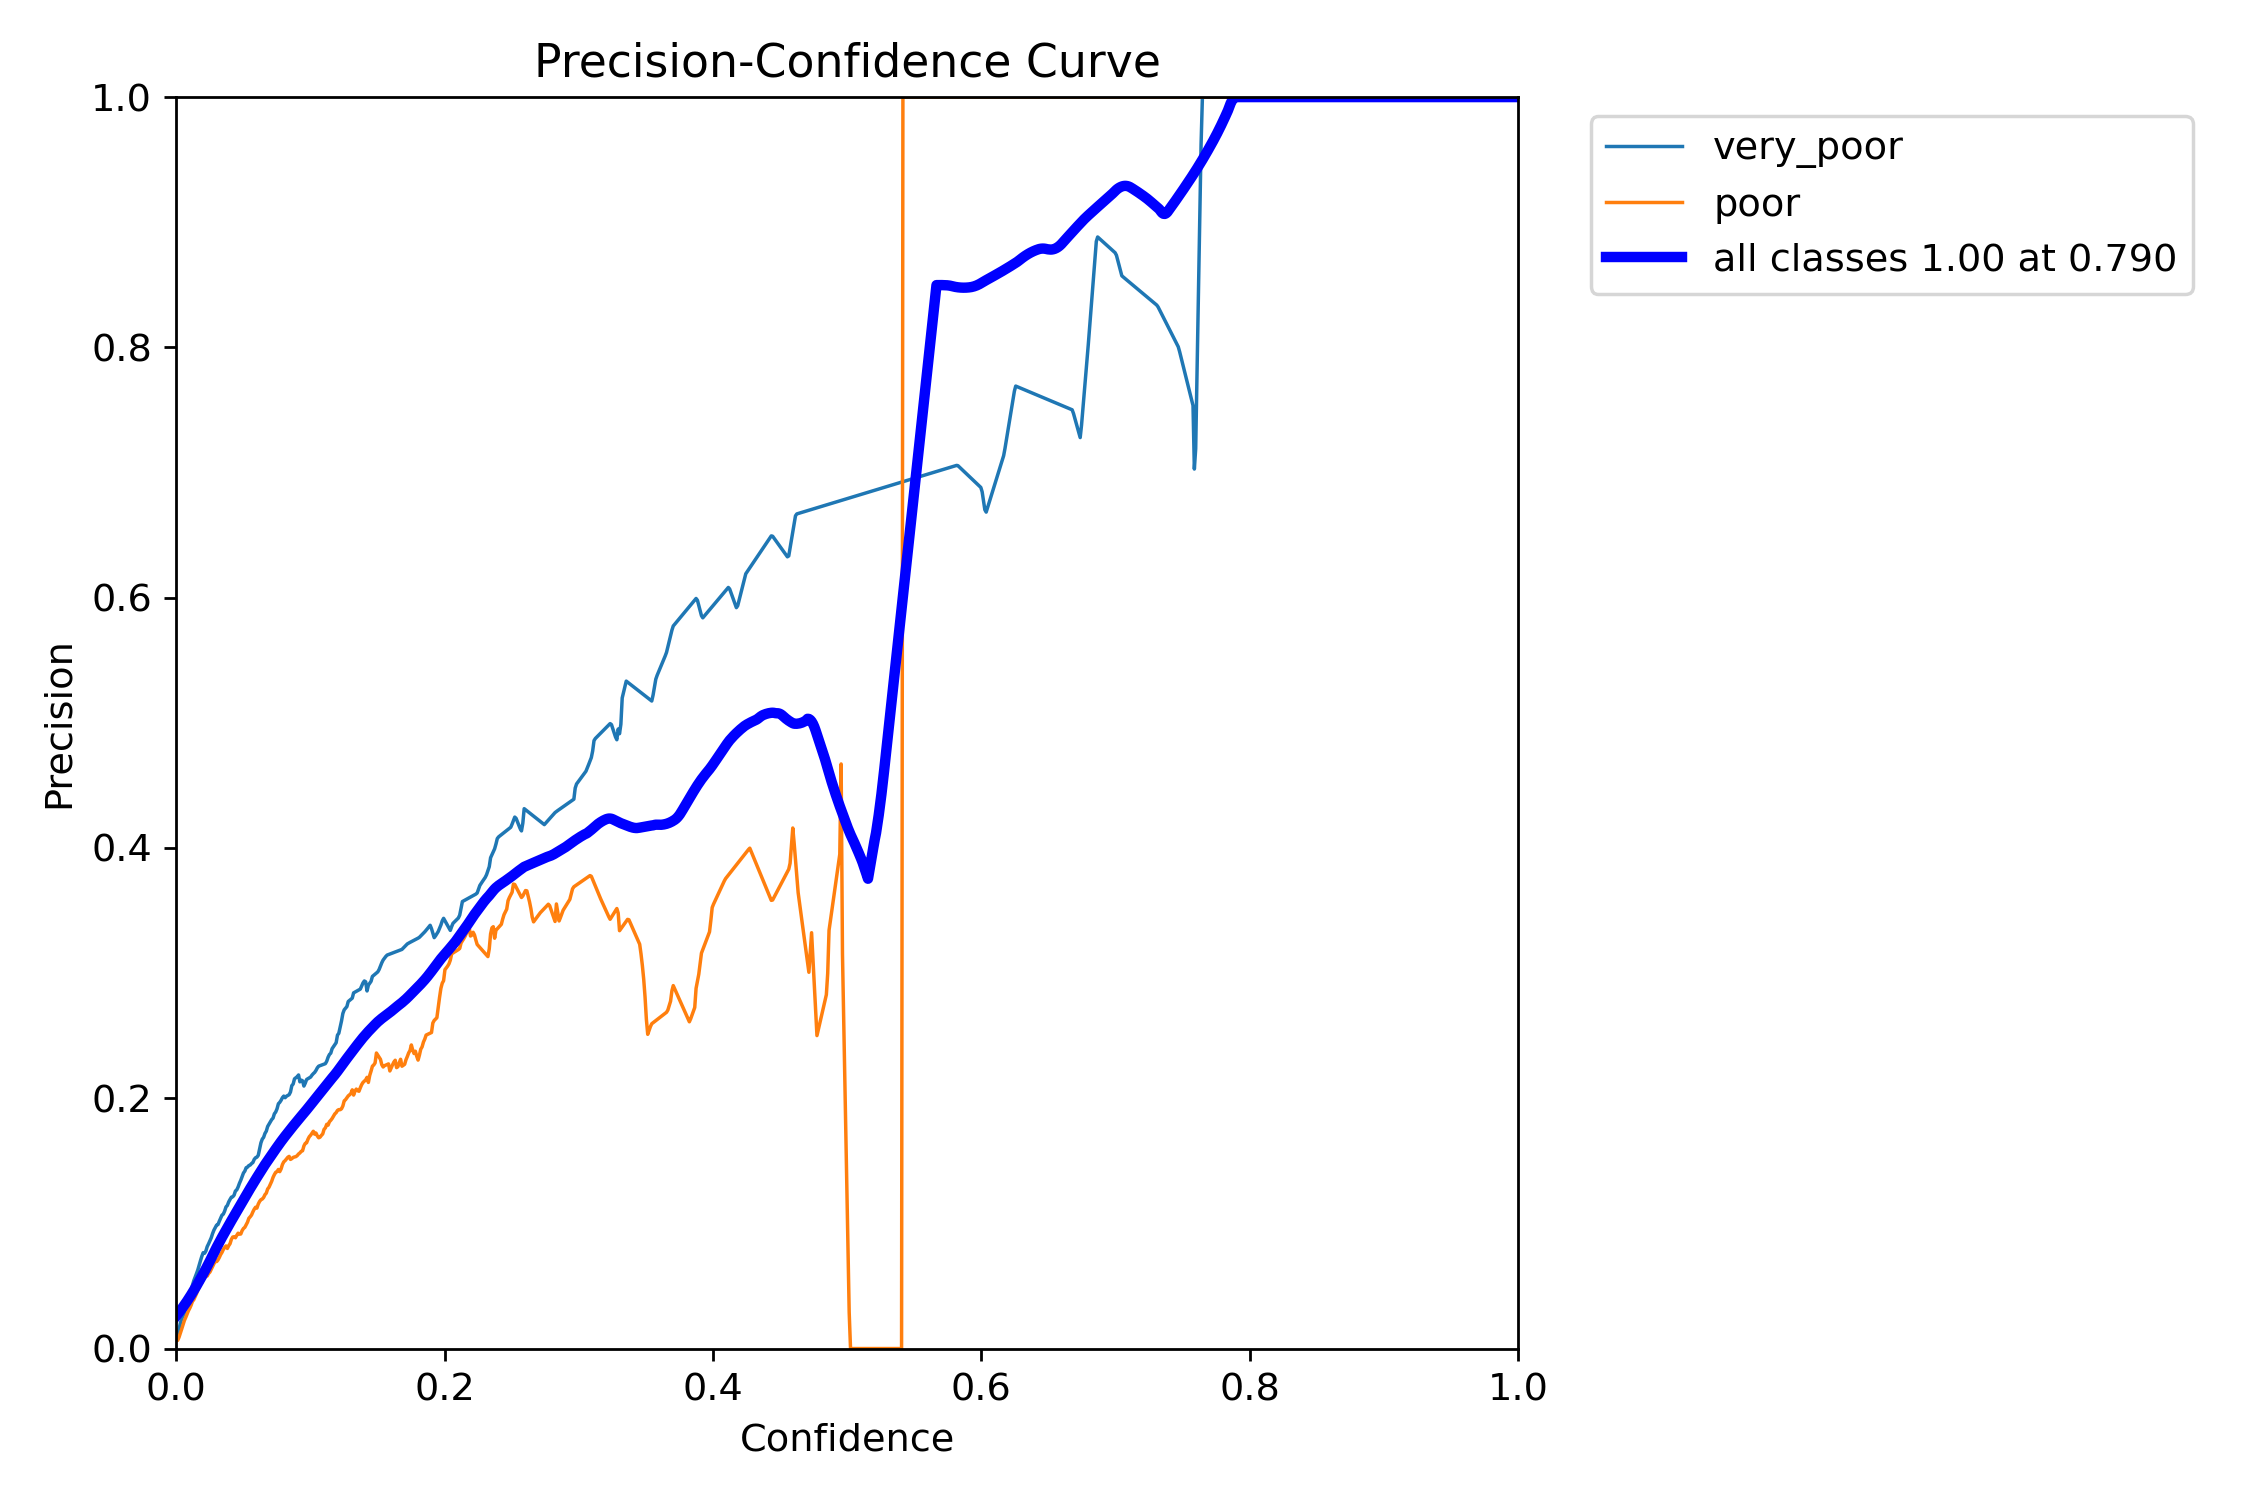 Precision-Confidence Curve
1.0
0.8
0.6
0.4
0.2
0.0
Precision
0.0 0.2 0.4 0.6 0.8 1.0
Confidence
very_poor
poor
all classes 1.00 at 0.790